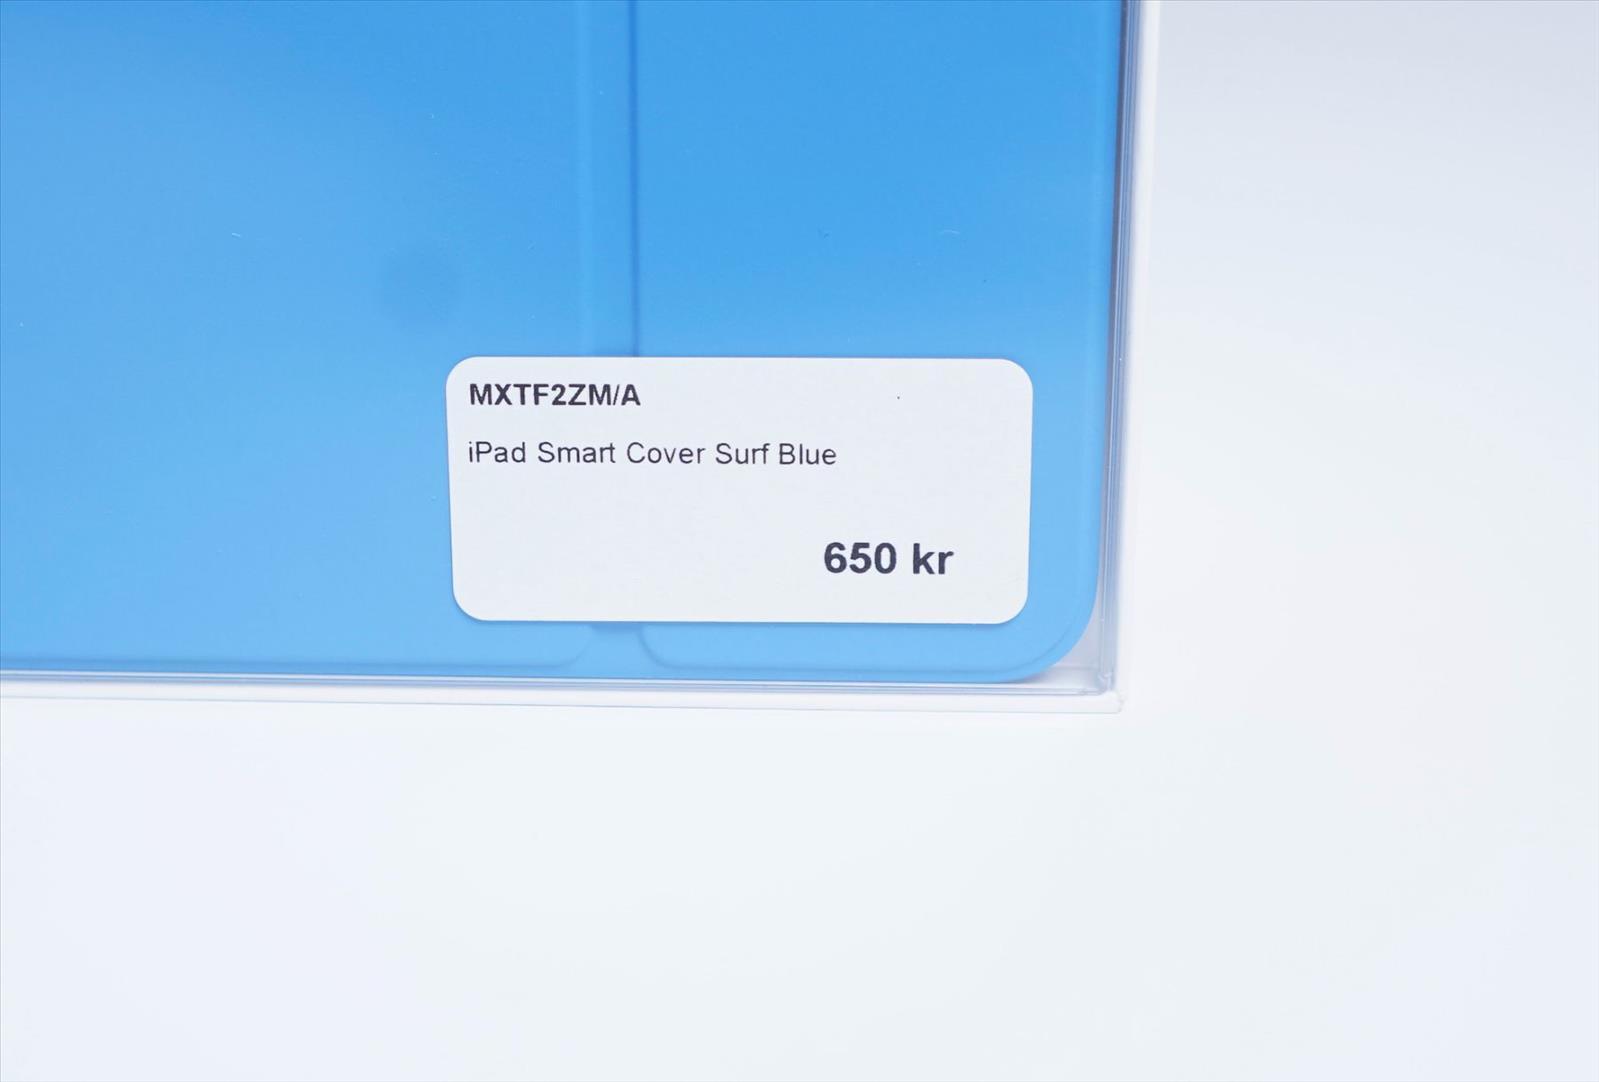 MXTF2ZM/A
iPad Smart Cover Surf Blue
650 kr